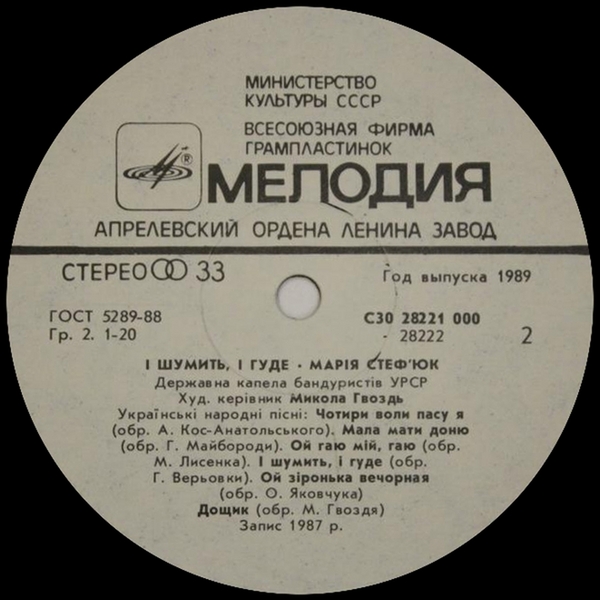 МИНИСТЕРСТВО
КУЛЬТУРЫ СССР
ВСЕСОЮЗНАЯ ФИРМА
ГРАМПЛАСТИНОК
®
МЕЛОДИЯ
АПРЕЛЕВСКИЙ ОРДЕНА ЛЕНИНА ЗАВОД
СТЕРЕО 33
Год выпуска 1989
ГОСТ 5289-88
Гр. 2. 1-20
С30 28221 000
- 28222
2
І ШУМИТЬ, І ГУДЕ • МАРІЯ СТЕФ'ЮК
Державна капела бандуристів УРСР
Худ. керівник Микола Гвоздь
Українські народні пісні: Чотири воли пасу я
(обр. А. Кос-Анатольського). Мала мати доню
(обр. Г. Майбороди). Ой гаю мій, гаю (обр.
М. Лисенка). І шумить, і гуде (обр.
Г. Верьовки). Ой зіронька вечорная
(обр. О. Яковчука)
Дощик (обр. М. Гвоздя)
Запис 1987 р.